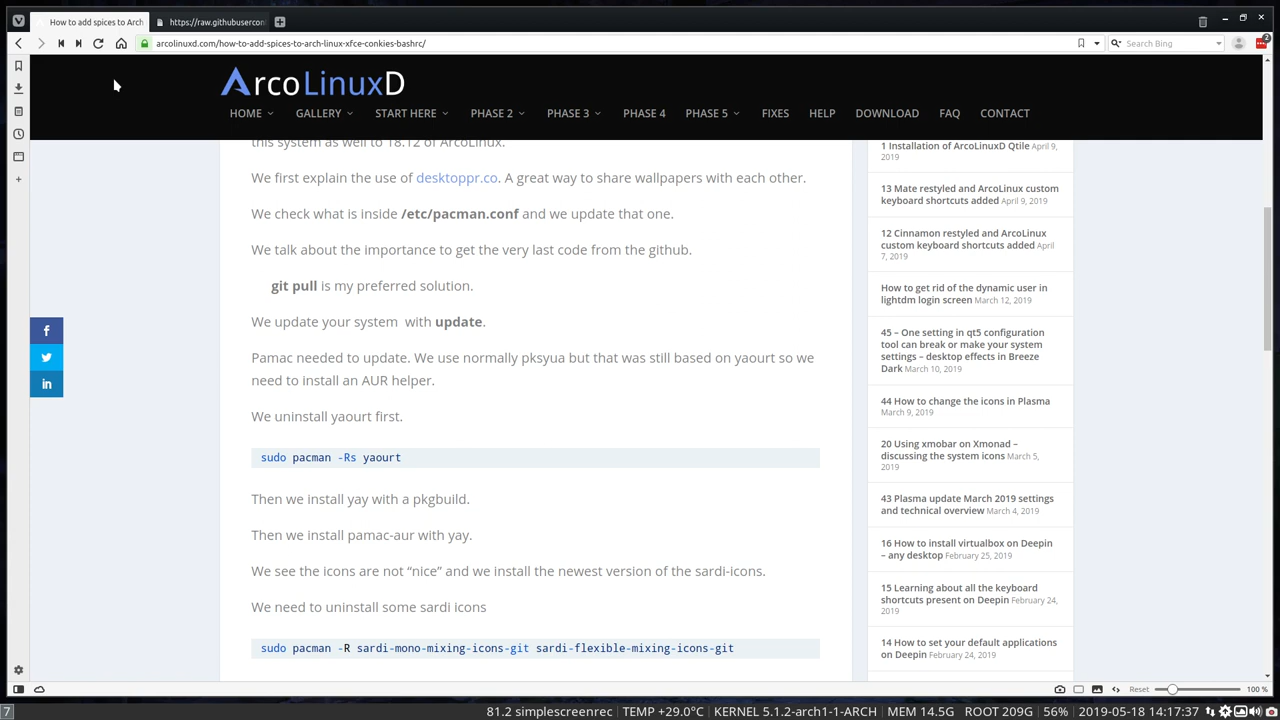 How to add spices to Arch
https://raw.githubusercon
arcolinuxd.com/how-to-add-spices-to-arch-linux-xfce-conkies-bashrc/
Search Bing
2
ArcoLinuxD
HOME GALLERY START HERE PHASE 2 PHASE 3 PHASE 4 PHASE 5 FIXES HELP DOWNLOAD FAQ CONTACT
this system as well to 18.12 of ArcoLinux.
We first explain the use of desktoppr.co. A great way to share wallpapers with each other.
We check what is inside /etc/pacman.conf and we update that one.
We talk about the importance to get the very last code from the github.
git pull is my preferred solution.
We update your system with update.
Pamac needed to update. We use normally pksyua but that was still based on yaourt so we
need to install an AUR helper.
We uninstall yaourt first.
sudo pacman -Rs yaourt
Then we install yay with a pkgbuild.
Then we install pamac-aur with yay.
We see the icons are not “nice” and we install the newest version of the sardi-icons.
We need to uninstall some sardi icons
sudo pacman -R sardi-mono-mixing-icons-git sardi-flexible-mixing-icons-git
1 Installation of ArcoLinuxD Qtile April 9,
2019
13 Mate restyled and ArcoLinux custom
keyboard shortcuts added April 9, 2019
12 Cinnamon restyled and ArcoLinux
custom keyboard shortcuts added April
7, 2019
How to get rid of the dynamic user in
lightdm login screen March 12, 2019
45 – One setting in qt5 configuration
tool can break or make your system
settings – desktop effects in Breeze
Dark March 10, 2019
44 How to change the icons in Plasma
March 9, 2019
20 Using xmobar on Xmonad –
discussing the system icons March 5,
2019
43 Plasma update March 2019 settings
and technical overview March 4, 2019
16 How to install virtualbox on Deepin
– any desktop February 25, 2019
15 Learning about all the keyboard
shortcuts present on Deepin February 24,
2019
14 How to set your default applications
on Deepin February 24, 2019
Reset 100 %
7 81.2 simplescreenrec TEMP +29.0°C KERNEL 5.1.2-arch1-1-ARCH MEM 14.5G ROOT 209G 56% 2019-05-18 14:17:37